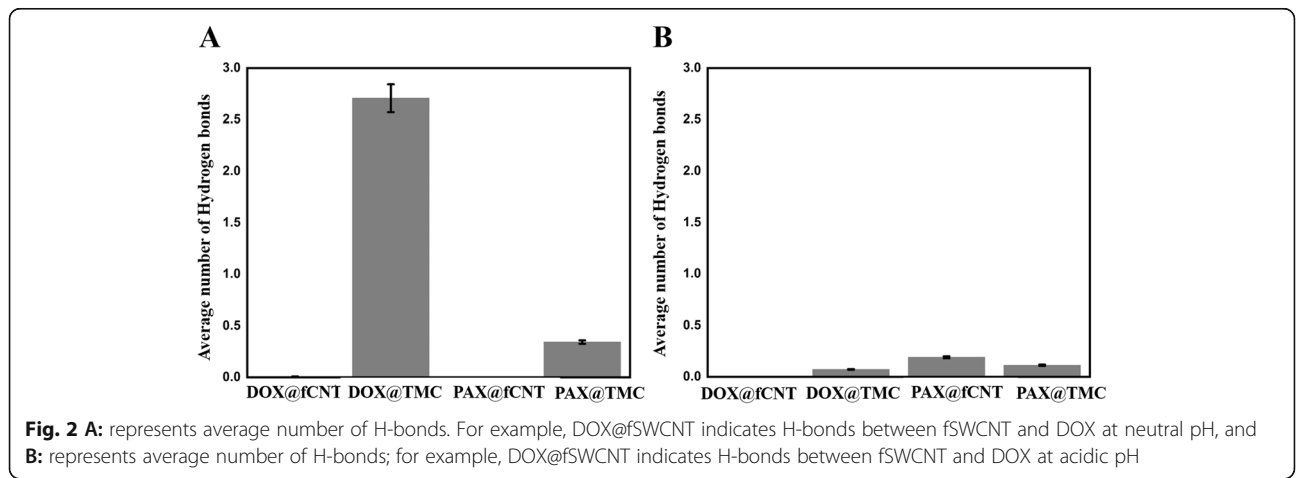 A
Average number of Hydrogen bonds
3.0
2.5
2.0
1.5
1.0
0.5
0.0
DOX@fCNT DOX@TMC PAX@fCNT PAX@TMC
B
Average number of Hydrogen bonds
3.0
2.5
2.0
1.5
1.0
0.5
0.0
DOX@fCNT DOX@TMC PAX@fCNT PAX@TMC
Fig. 2 A: represents average number of H-bonds. For example, DOX@fSWCNT indicates H-bonds between fSWCNT and DOX at neutral pH, and
B: represents average number of H-bonds; for example, DOX@fSWCNT indicates H-bonds between fSWCNT and DOX at acidic pH